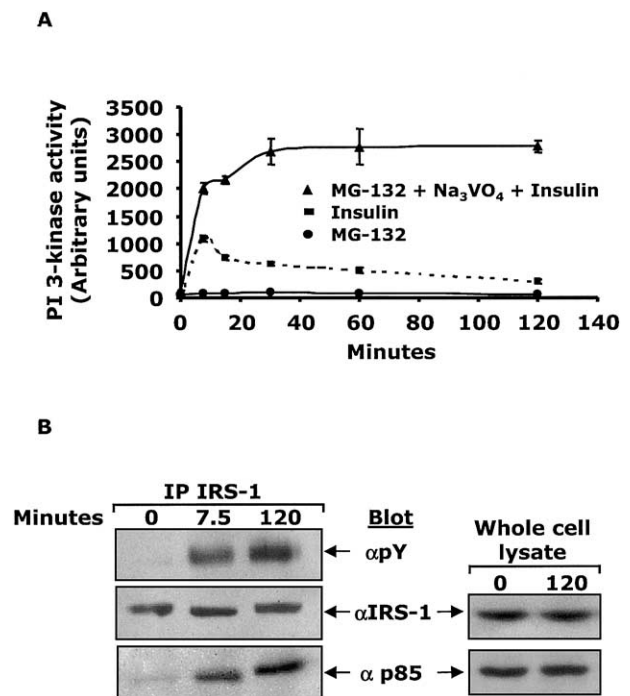 A
PI 3-kinase activity
(Arbitrary units)
3500
3000
2500
2000
1500
1000
500
0
MG-132 + Na₃VO₄ + Insulin
Insulin
MG-132
0 20 40 60 80 100 120 140
Minutes
B
IP IRS-1
Minutes 0 7.5 120
Blot
αpY
αIRS-1
α p85
Whole cell
lysate
0 120